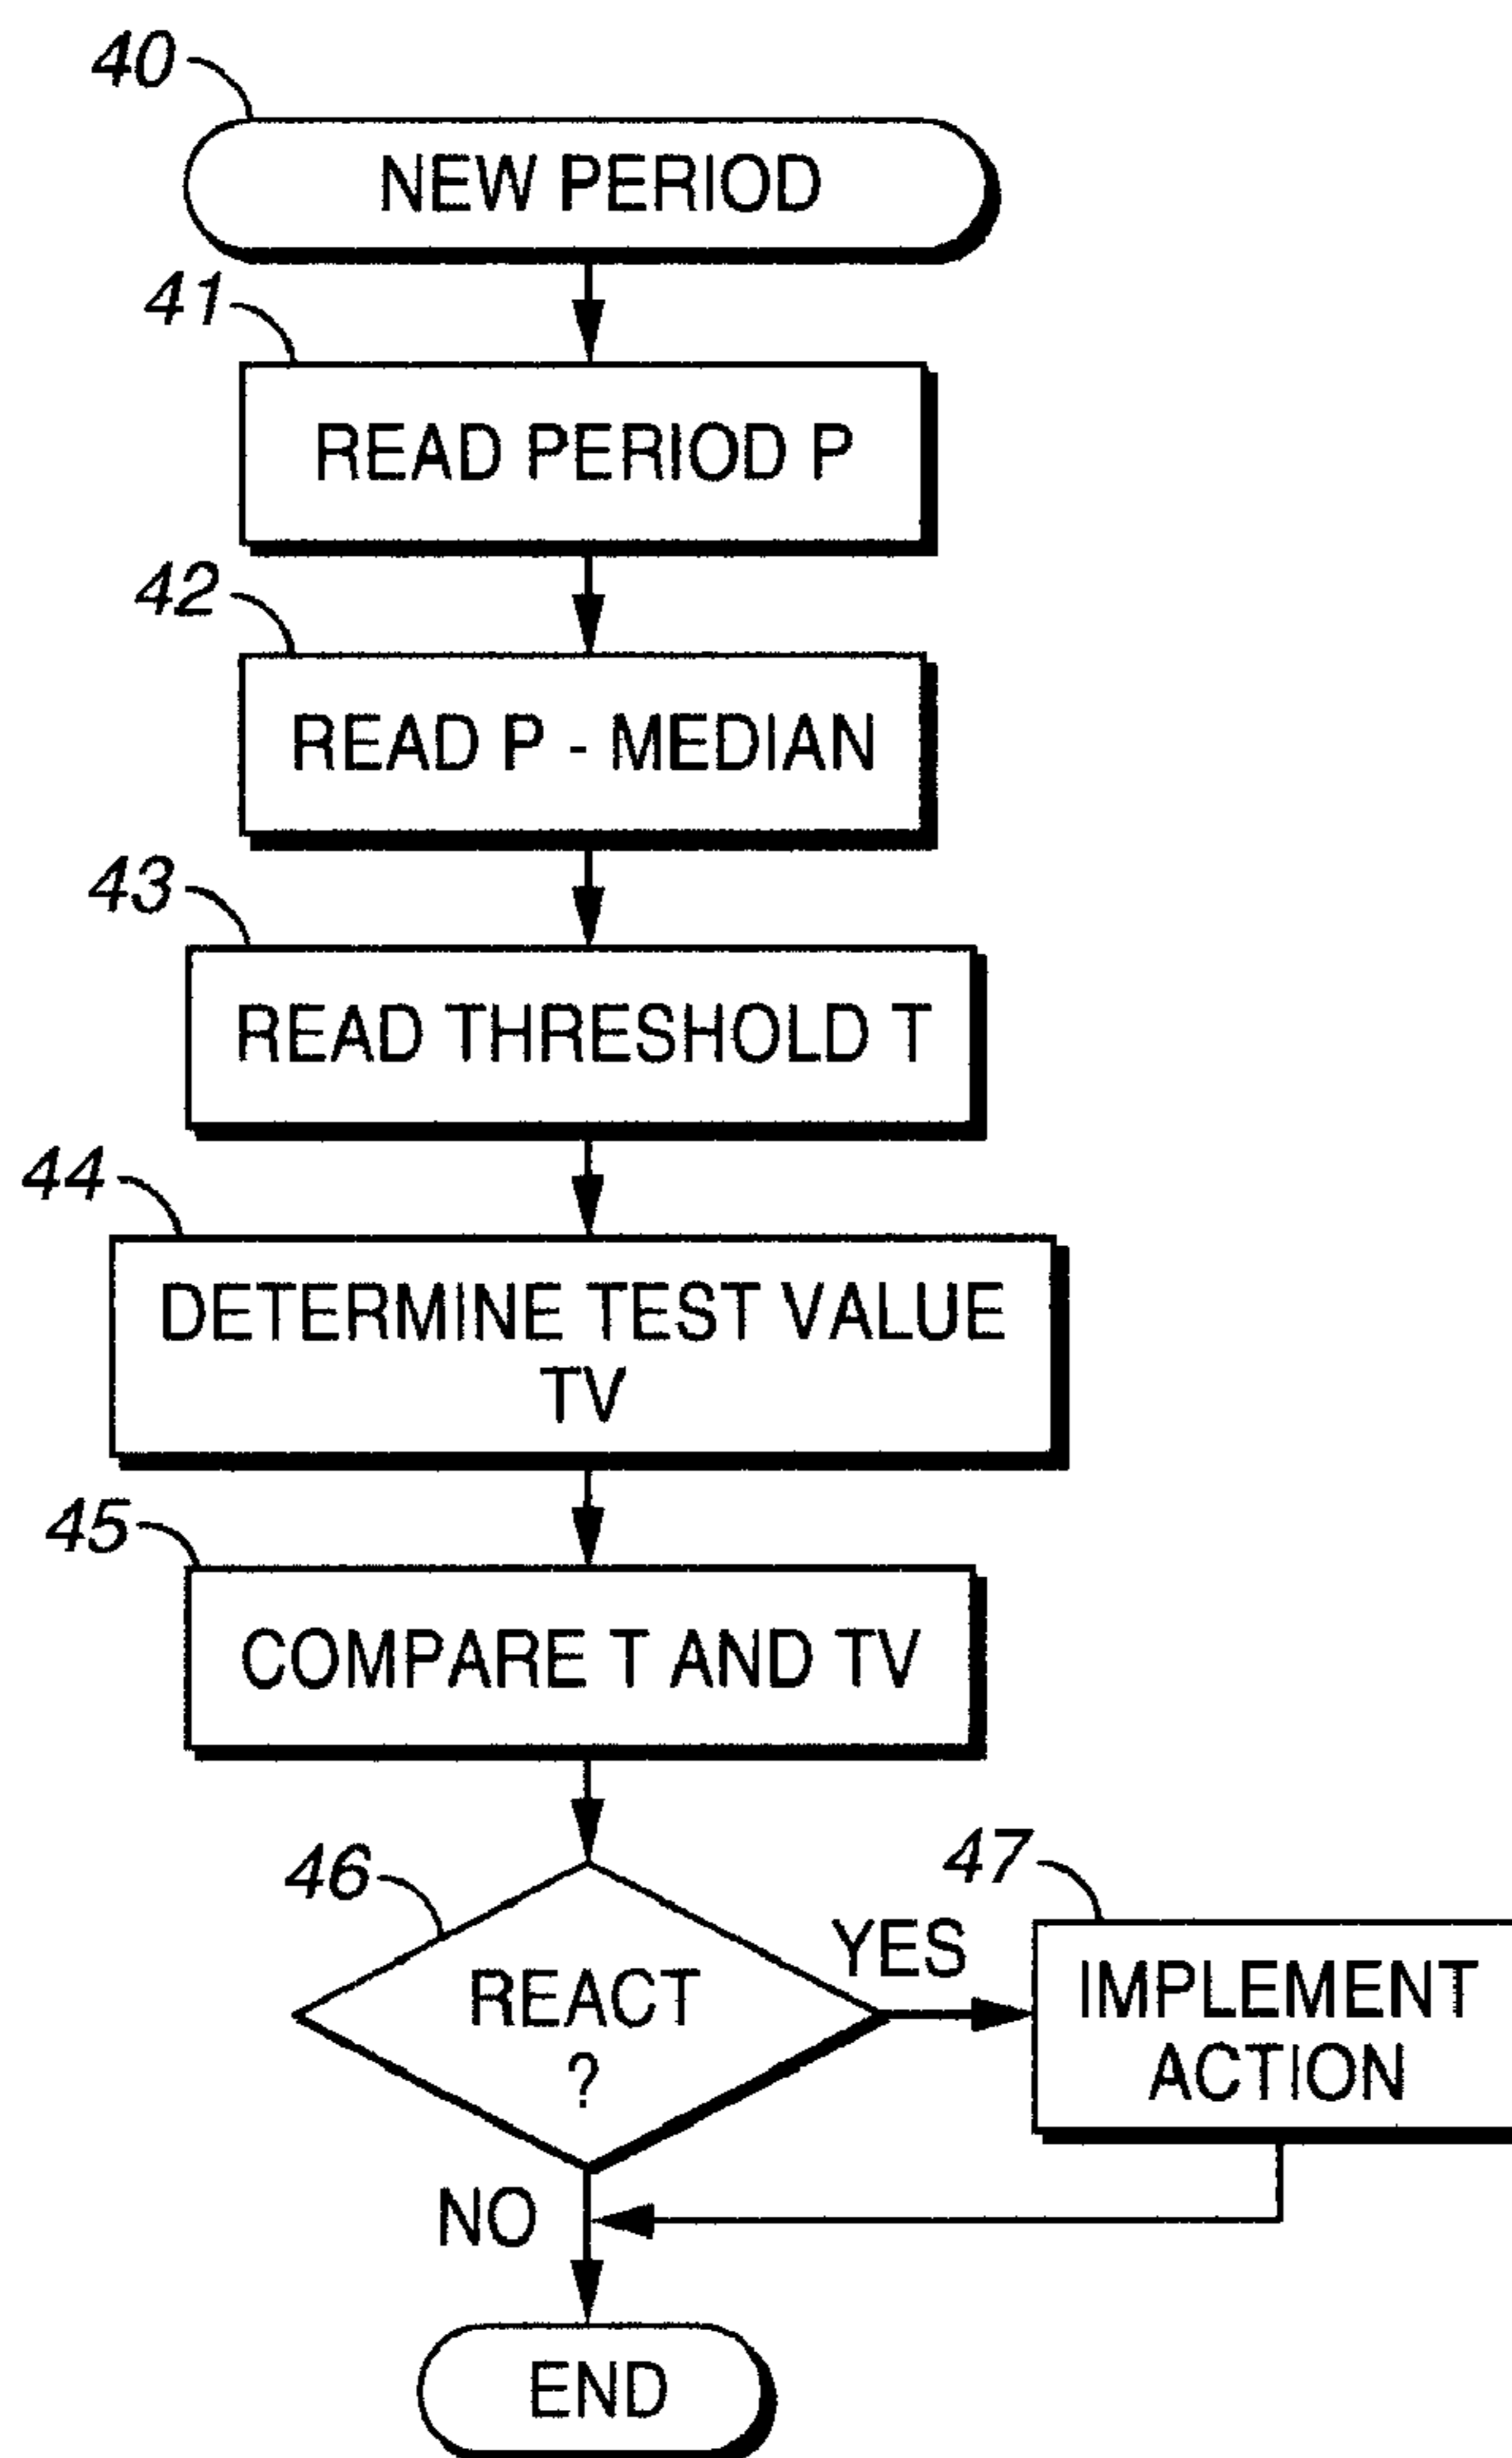 40
NEW PERIOD
41
READ PERIOD P
42
READ P - MEDIAN
43
READ THRESHOLD T
44
DETERMINE TEST VALUE
TV
45
COMPARE T AND TV
46
REACT
?
YES
47
IMPLEMENT
ACTION
NO
END